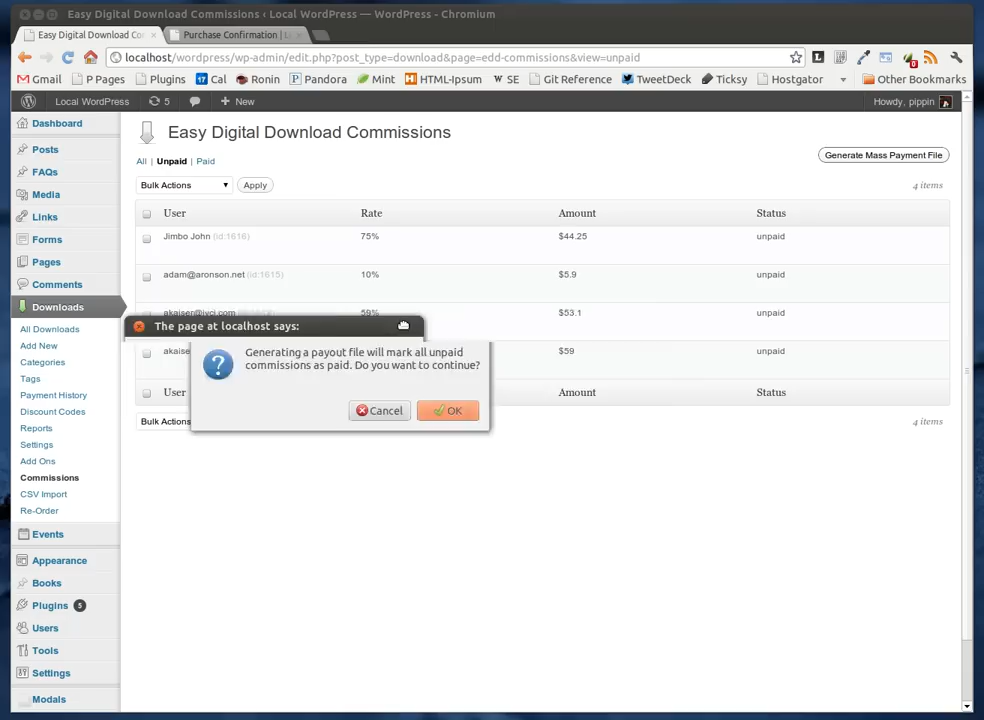 Easy Digital Download Commissions ‹ Local WordPress — WordPress - Chromium
Easy Digital Download Co
Purchase Confirmation | L
localhost/wordpress/wp-admin/edit.php?post_type=download&page=edd-commissions&view=unpaid
Gmail P Pages Plugins 17 Cal Ronin Pandora Mint HTML-Ipsum W SE Git Reference TweetDeck Ticksy Hostgator Other Bookmarks
Local WordPress 5 + New Howdy, pippin
Dashboard
Posts
FAQs
Media
Links
Forms
Pages
Comments
Downloads
All Downloads
Add New
Categories
Tags
Payment History
Discount Codes
Reports
Settings
Add Ons
Commissions
CSV Import
Re-Order
Events
Appearance
Books
Plugins 5
Users
Tools
Settings
Modals
Easy Digital Download Commissions
All | Unpaid | Paid
Generate Mass Payment File
Bulk Actions Apply
4 items
User Rate Amount Status
Jimbo John (id:1616) 75% $44.25 unpaid
adam@aronson.net (id:1615) 10% $5.9 unpaid
$53.1 unpaid
akaise $59 unpaid
User Amount Status
Bulk Actions
4 items
The page at localhost says:
Generating a payout file will mark all unpaid
commissions as paid. Do you want to continue?
Cancel OK